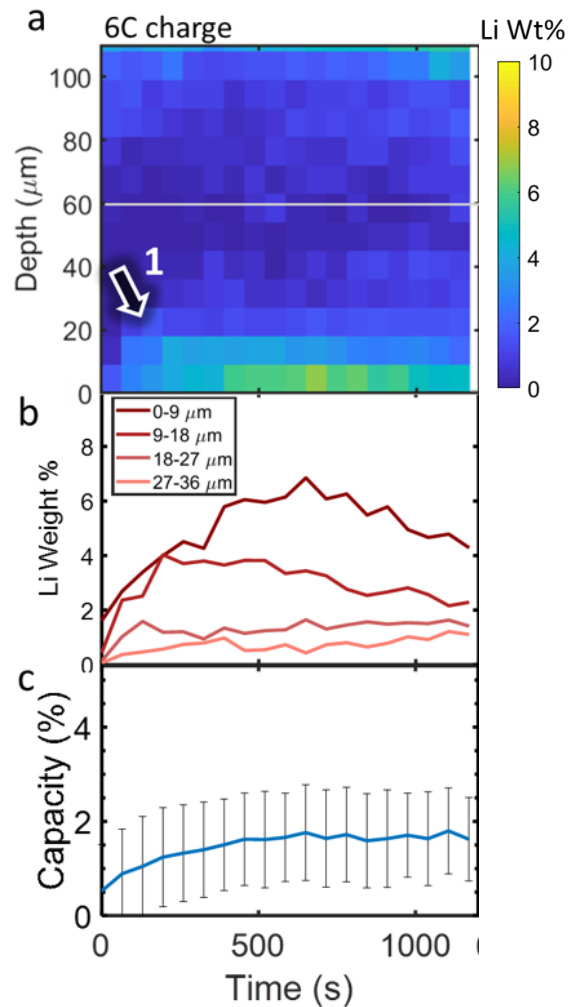 a
6C charge
Li Wt%
100
80
60
40
20
0
Depth (μm)
1
10
8
6
4
2
0
b
0-9 μm
9-18 μm
18-27 μm
27-36 μm
8
6
4
2
0
Li Weight %
c
4
2
0
Capacity (%)
0
500
1000
Time (s)